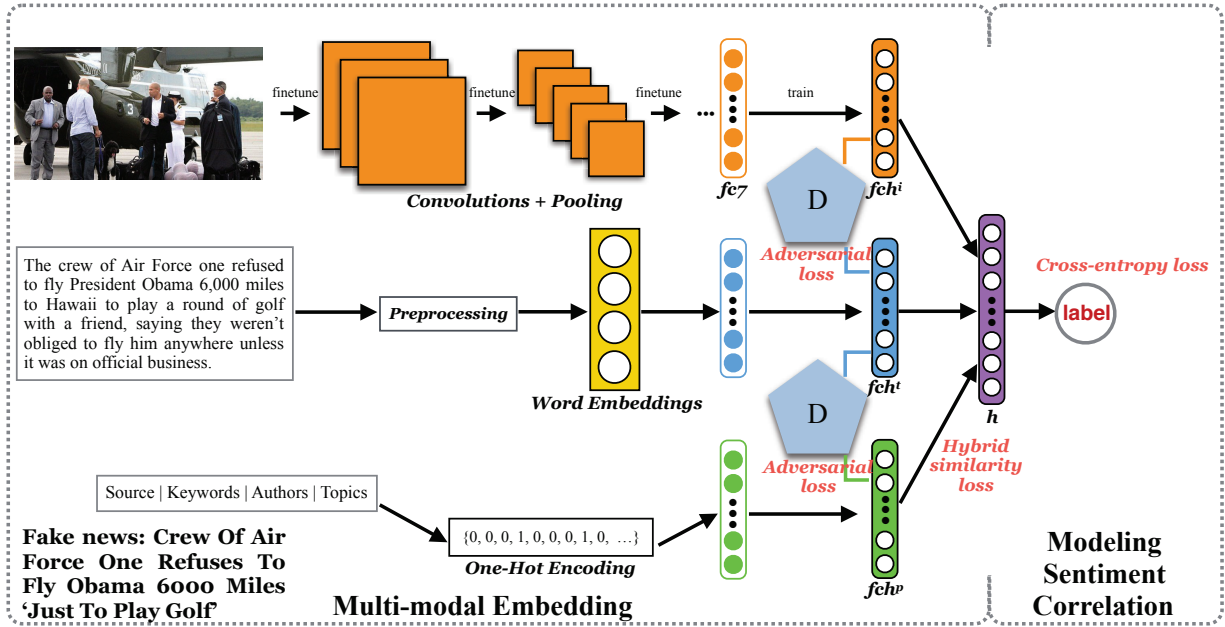 finetune
finetune
finetune
...
train
3
Convolutions + Pooling
fc7
D
fchⁱ
Adversarial
loss
The crew of Air Force one refused
to fly President Obama 6,000 miles
to Hawaii to play a round of golf
with a friend, saying they weren't
obliged to fly him anywhere unless
it was on official business.
Preprocessing
Word Embeddings
fchᵗ
h
Cross-entropy loss
label
D
Adversarial
loss
Hybrid
similarity
loss
Source | Keywords | Authors | Topics
{0, 0, 0, 1, 0, 0, 0, 1, 0, …}
One-Hot Encoding
fchᵖ
Fake news: Crew Of Air
Force One Refuses To
Fly Obama 6000 Miles
‘Just To Play Golf’
Multi-modal Embedding
Modeling
Sentiment
Correlation